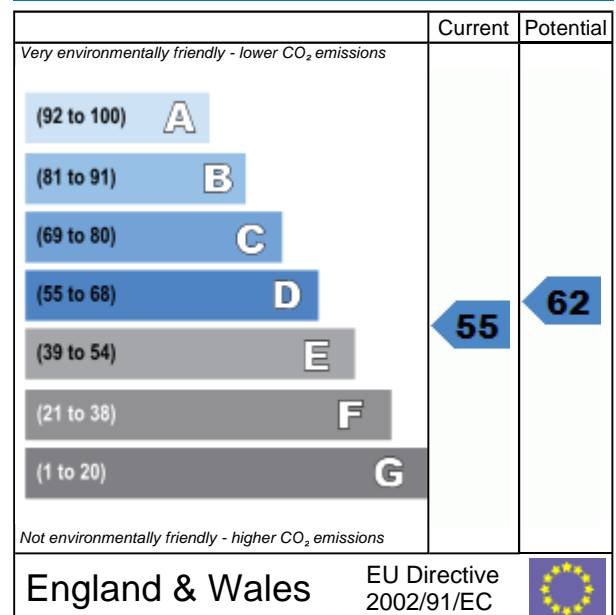 Current Potential
Very environmentally friendly - lower CO₂ emissions
(92 to 100) A
(81 to 91) B
(69 to 80) C
(55 to 68) D
(39 to 54) E
(21 to 38) F
(1 to 20) G
55
62
Not environmentally friendly - higher CO₂ emissions
England & Wales
EU Directive
2002/91/EC